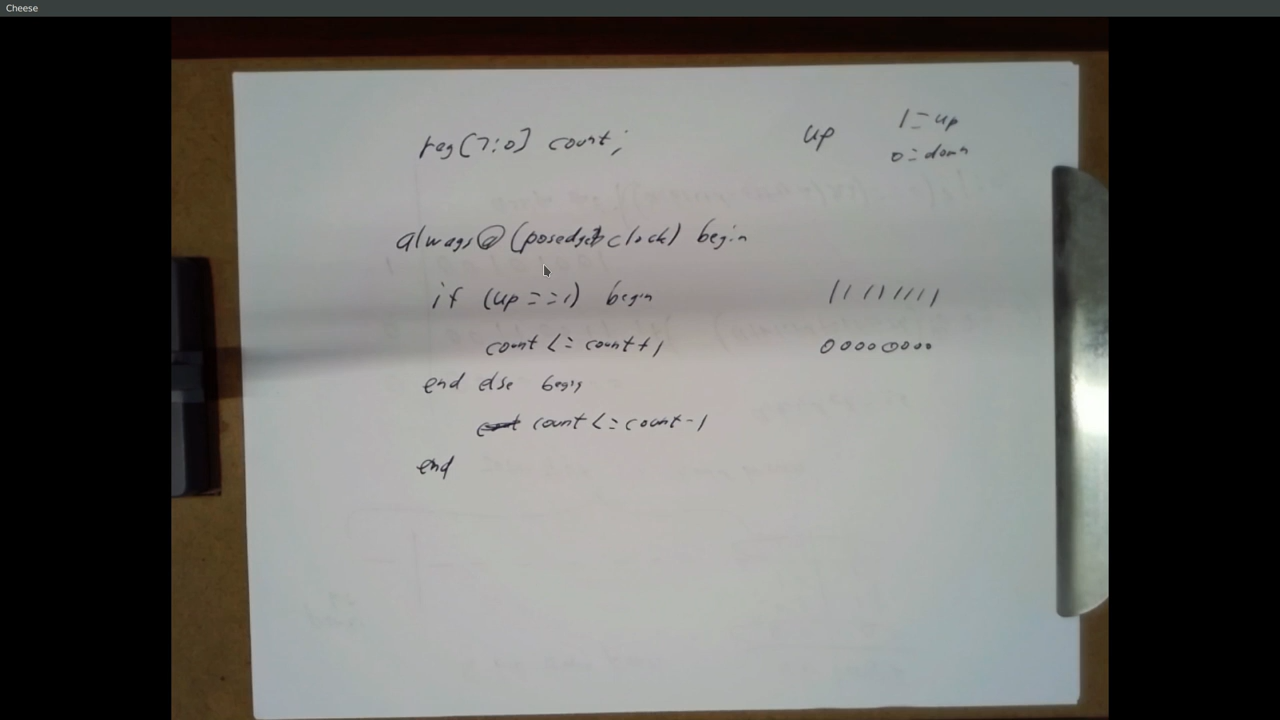 Cheese
reg[7:0] count;
up
1=up
0=down
always@(posedge clock) begin
if (up==1) begin
11111111
count<=count+1
00000000
end else begin
count<=count-1
end